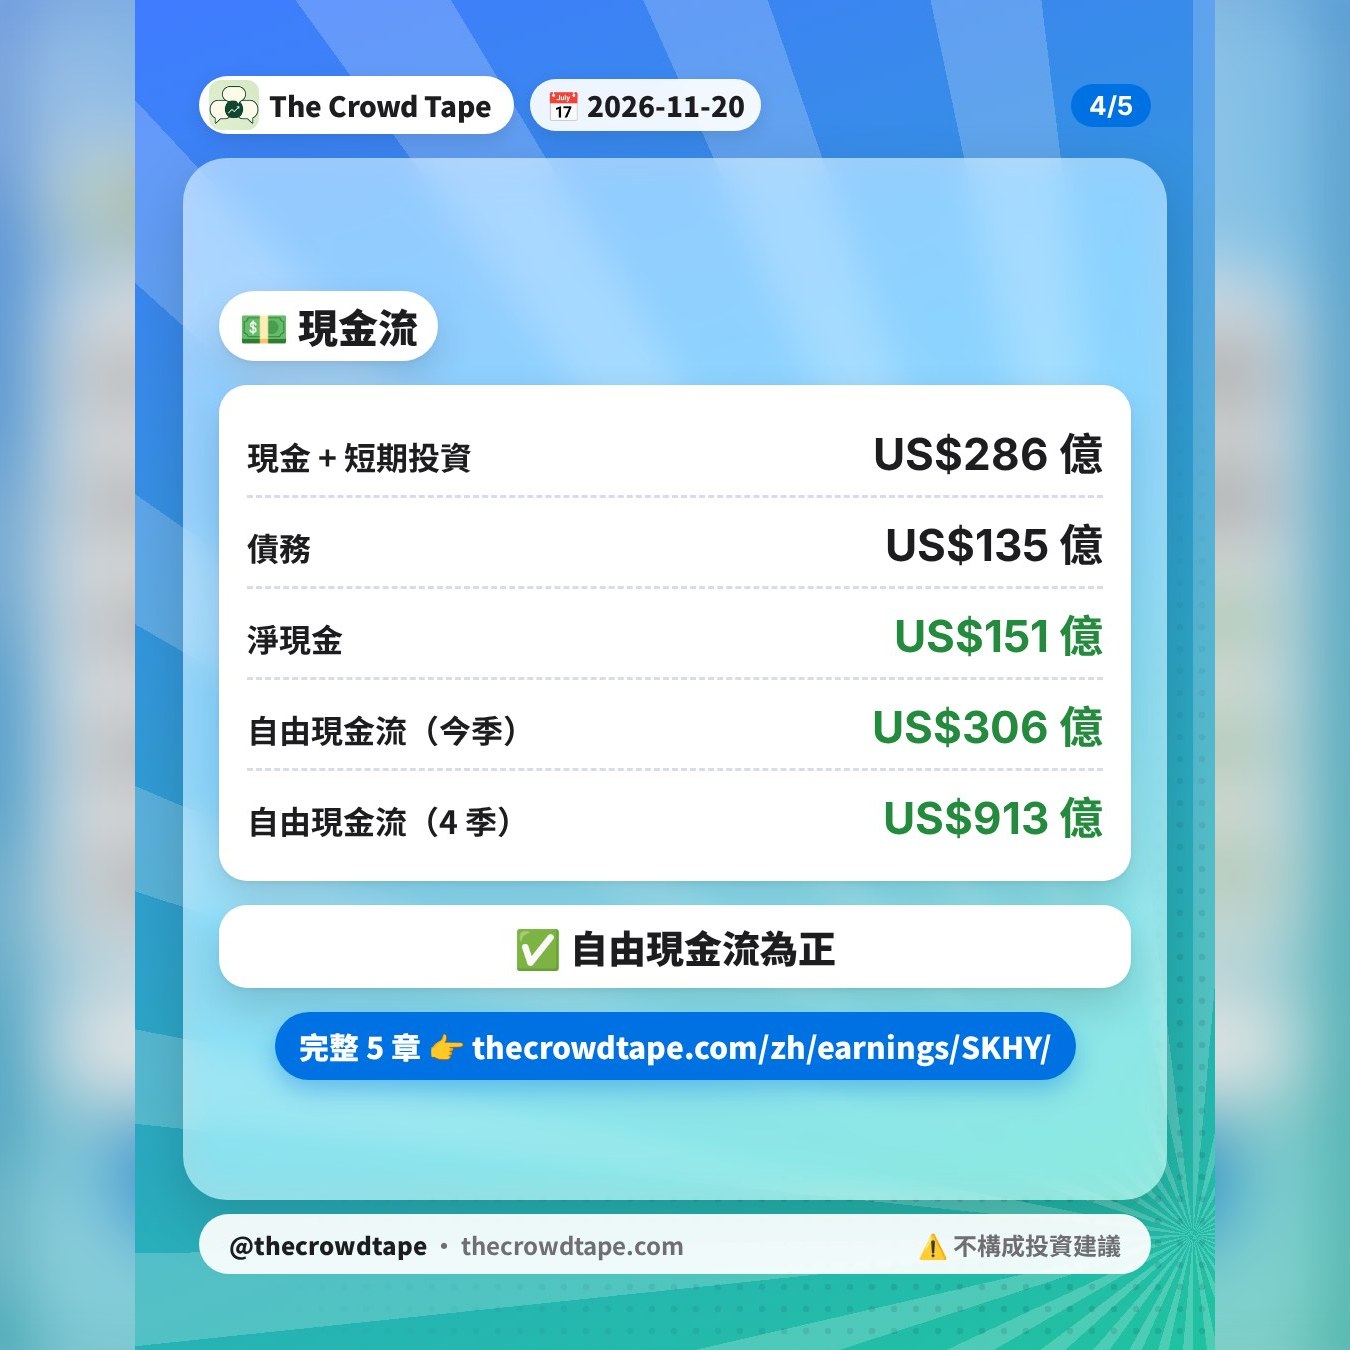 The Crowd Tape
📅 2026-11-20
4/5
💵 現金流
現金 + 短期投資 US$286 億
債務 US$135 億
淨現金 US$151 億
自由現金流（今季） US$306 億
自由現金流（4 季） US$913 億
✅ 自由現金流為正
完整 5 章 👉 thecrowdtape.com/zh/earnings/SKHY/
@thecrowdtape • thecrowdtape.com
⚠️ 不構成投資建議